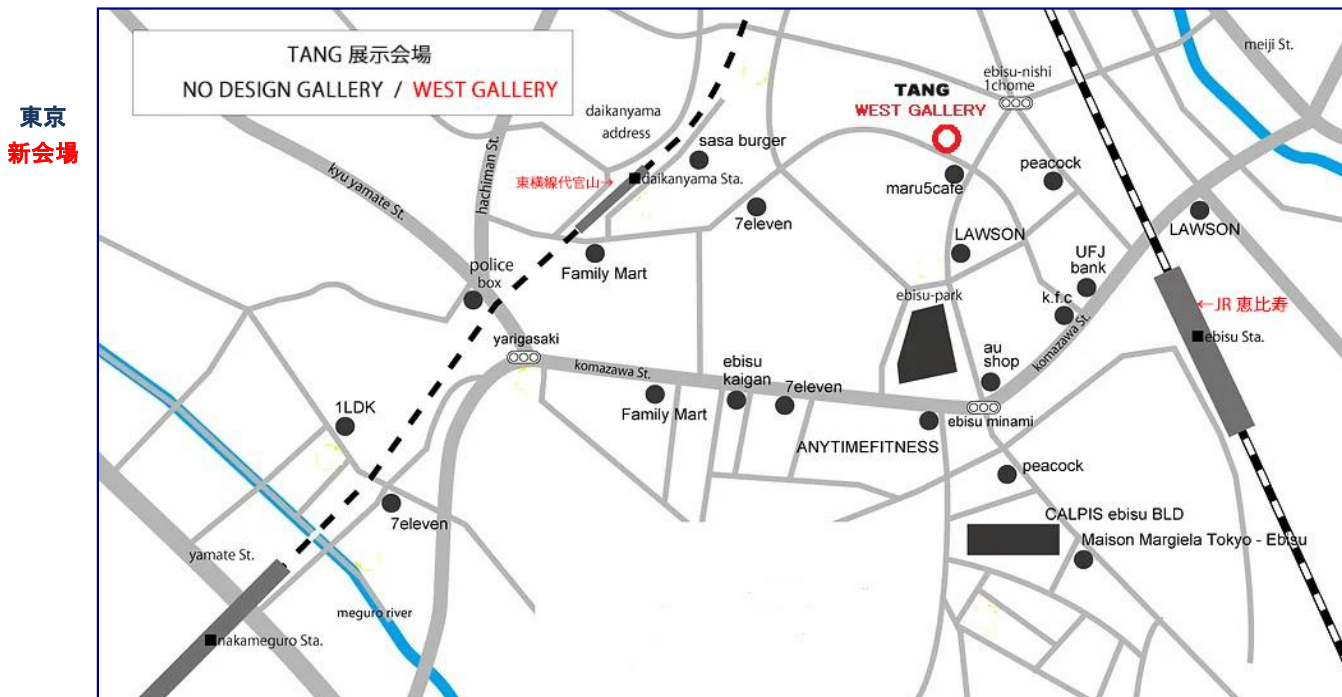 東京
新会場
TANG 展示会場
NO DESIGN GALLERY / WEST GALLERY
meiji St.
ebisu-nishi
1chome
TANG
WEST GALLERY
daikanyama
address
sasa burger
kyu yamate St.
hachiman St.
東横線代官山→
daikanyama Sta.
maru5cafe
peacock
7eleven
LAWSON
LAWSON
police
box
Family Mart
UFJ
bank
ebisu-park
k.f.c
←JR 恵比寿
ebisu Sta.
yarigasaki
komazawa St.
komazawa St.
au
shop
ebisu
kaigan
7eleven
Family Mart
1LDK
ebisu minami
ANYTIMEFITNESS
peacock
7eleven
CALPIS ebisu BLD
Maison Margiela Tokyo - Ebisu
yamate St.
meguro river
nakameguro Sta.